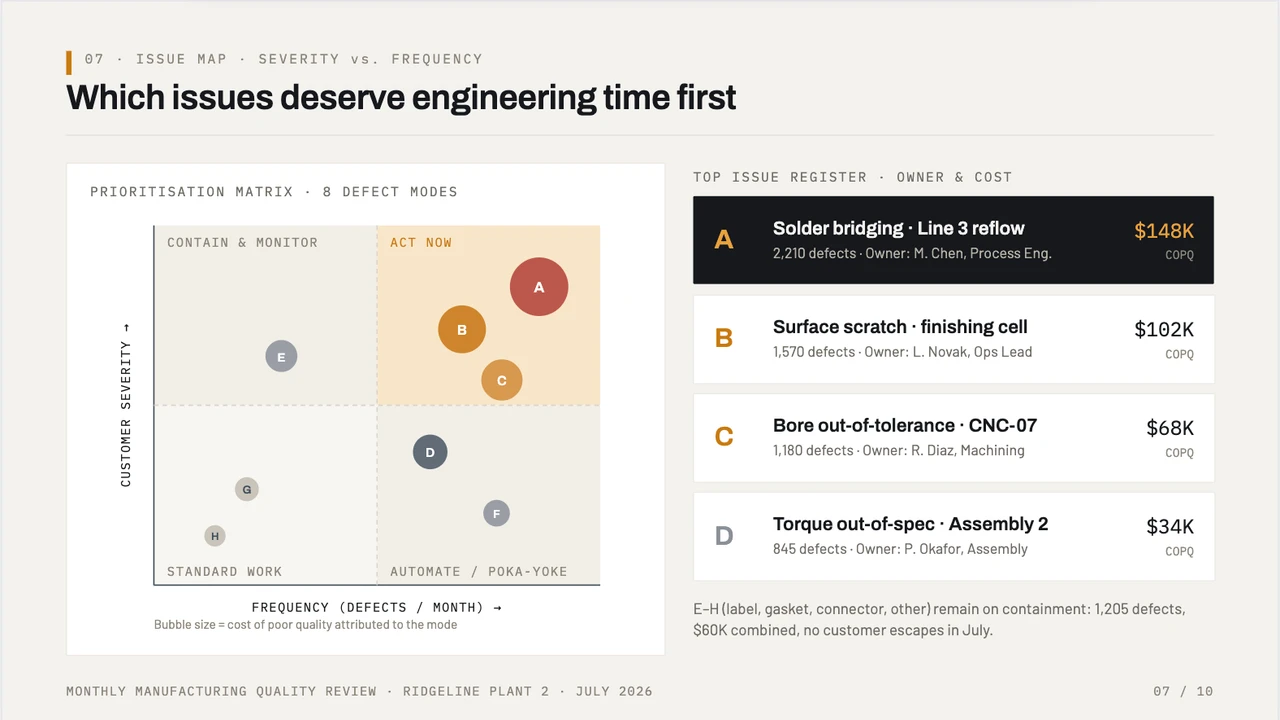 07 · ISSUE MAP · SEVERITY vs. FREQUENCY
Which issues deserve engineering time first
PRIORITISATION MATRIX · 8 DEFECT MODES
CONTAIN & MONITOR
ACT NOW
A
B
E
C
D
G
F
H
STANDARD WORK
AUTOMATE / POKA-YOKE
CUSTOMER SEVERITY →
FREQUENCY (DEFECTS / MONTH) →
Bubble size = cost of poor quality attributed to the mode
TOP ISSUE REGISTER · OWNER & COST
A
Solder bridging · Line 3 reflow
2,210 defects · Owner: M. Chen, Process Eng.
$148K
COPQ
B
Surface scratch · finishing cell
1,570 defects · Owner: L. Novak, Ops Lead
$102K
COPQ
C
Bore out-of-tolerance · CNC-07
1,180 defects · Owner: R. Diaz, Machining
$68K
COPQ
D
Torque out-of-spec · Assembly 2
845 defects · Owner: P. Okafor, Assembly
$34K
COPQ
E–H (label, gasket, connector, other) remain on containment: 1,205 defects,
$60K combined, no customer escapes in July.
MONTHLY MANUFACTURING QUALITY REVIEW · RIDGELINE PLANT 2 · JULY 2026
07 / 10